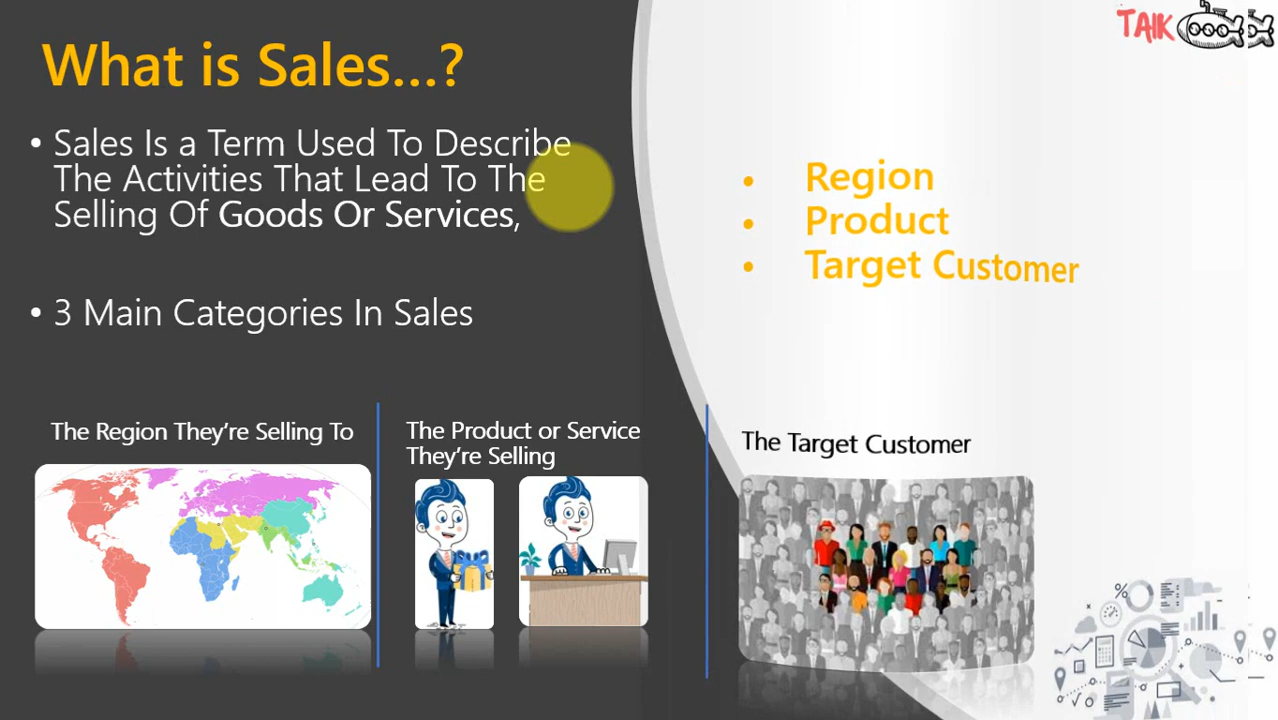 TAIK
What is Sales...?
• Sales Is a Term Used To Describe
The Activities That Lead To The
Selling Of Goods Or Services,
• 3 Main Categories In Sales
• Region
• Product
• Target Customer
The Region They're Selling To
The Product or Service
They're Selling
The Target Customer
%